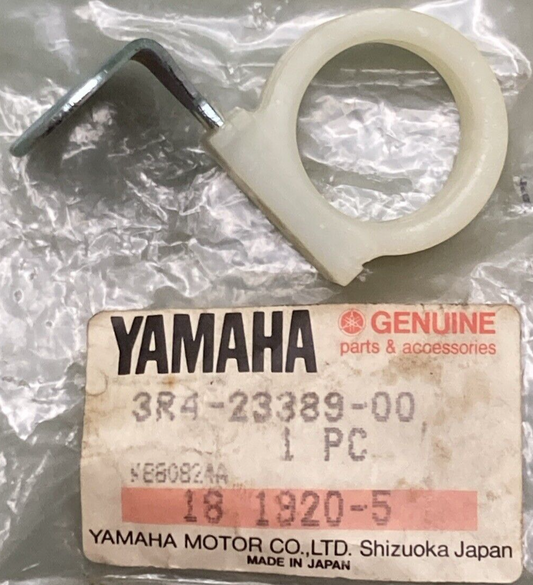 YAMAHA GENUINE
parts & accessories
3R4-23389-00
1 PC
18 1920-5
YAMAHA MOTOR CO.,LTD. Shizuoka Japan
MADE IN JAPAN